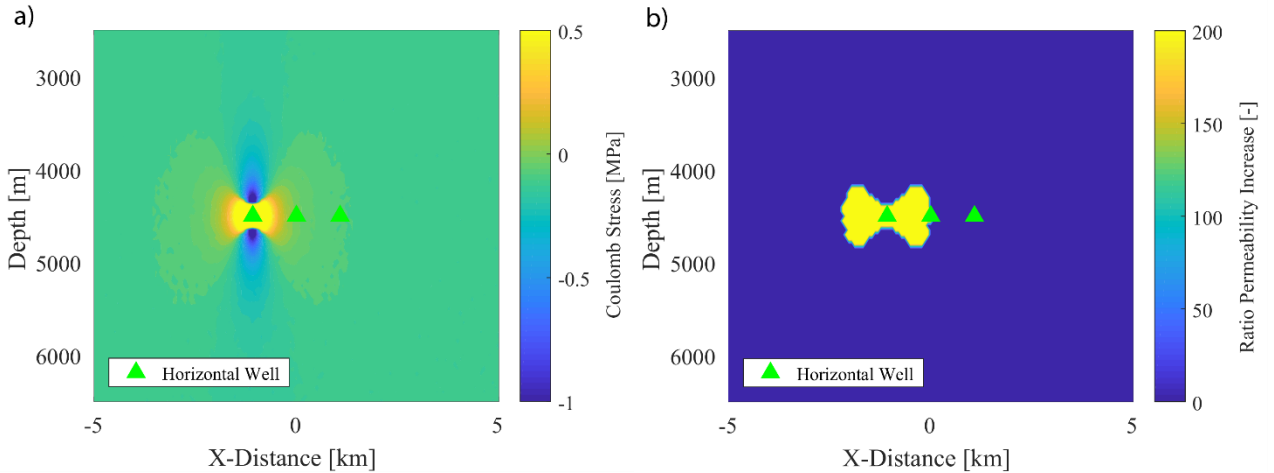 a)
3000
4000
5000
6000
Depth [m]
-5
0
5
X-Distance [km]
Horizontal Well
0.5
0
-0.5
-1
Coulomb Stress [MPa]
b)
3000
4000
5000
6000
Depth [m]
-5
0
5
X-Distance [km]
Horizontal Well
200
150
100
50
0
Ratio Permeability Increase [-]